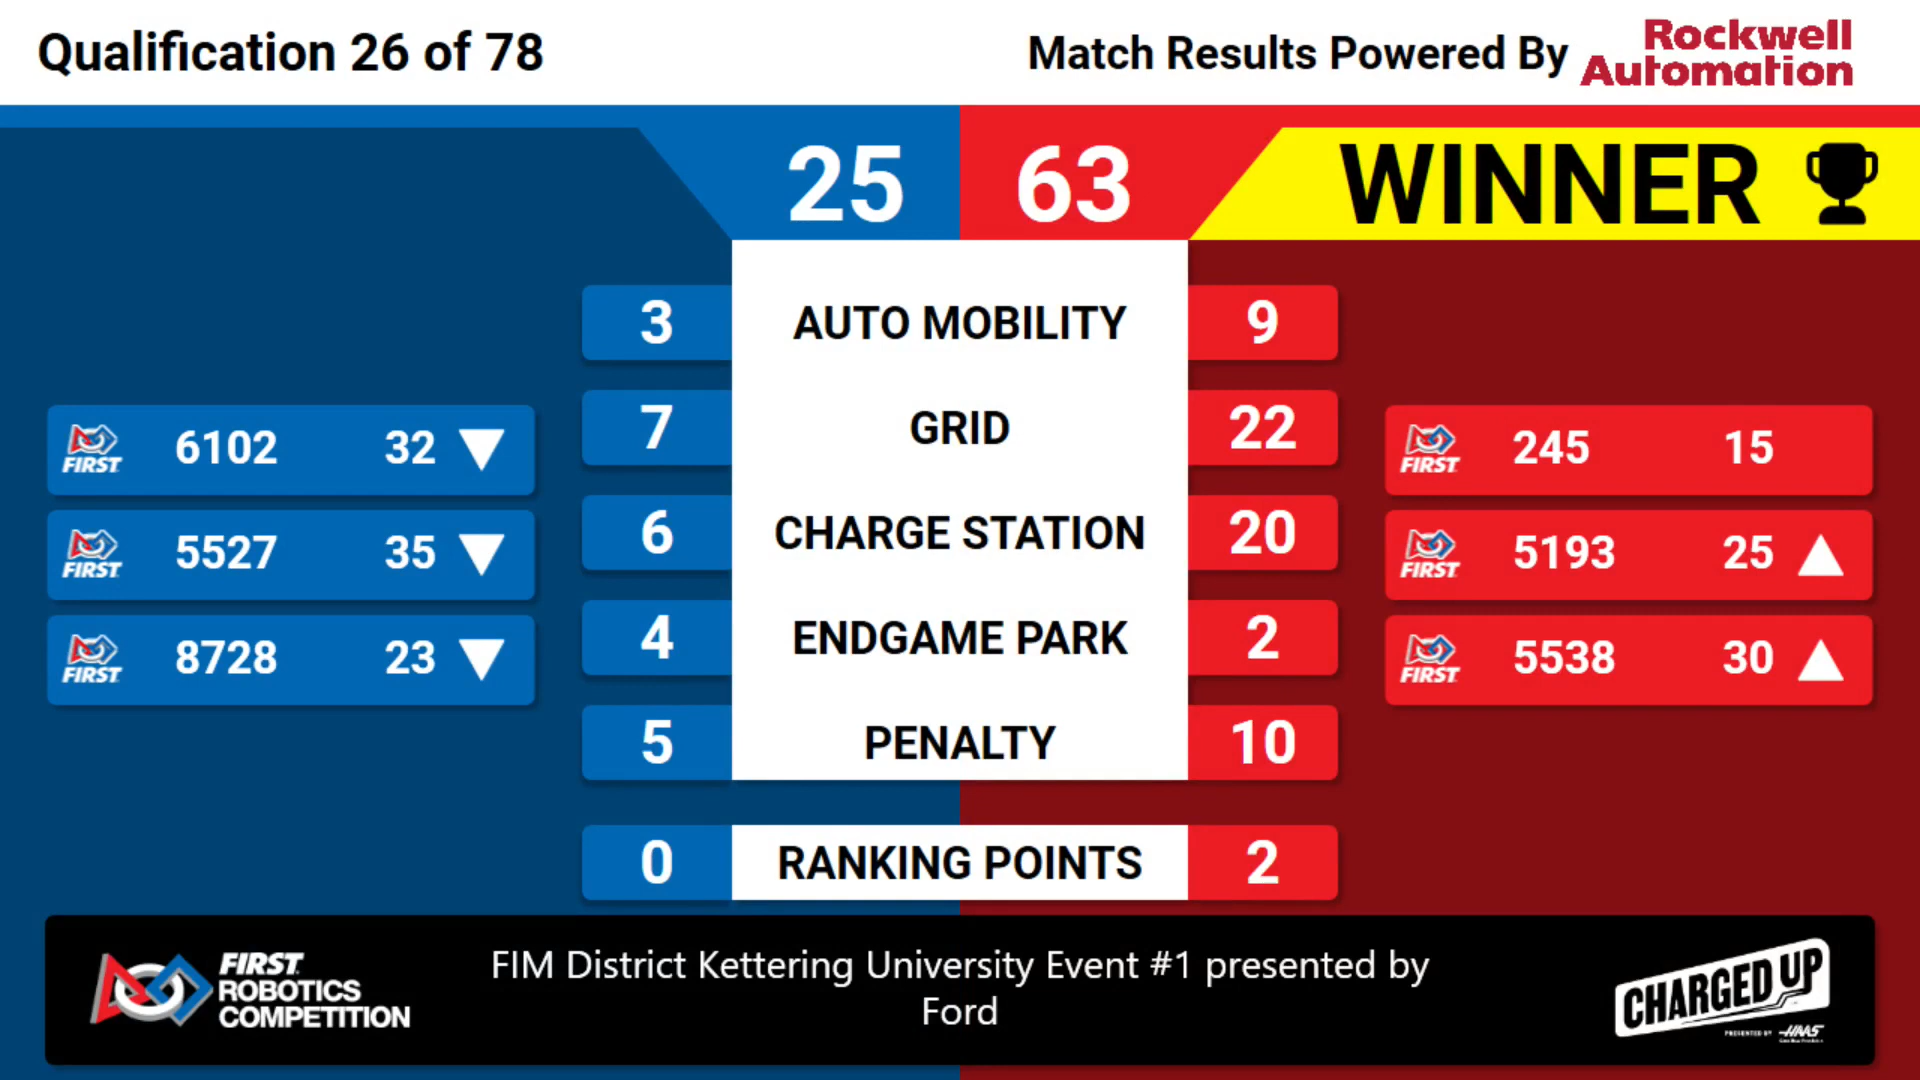 Qualification 26 of 78
Match Results Powered By
Rockwell
Automation
25 63 WINNER
3 AUTO MOBILITY 9
7 GRID 22
6 CHARGE STATION 20
4 ENDGAME PARK 2
5 PENALTY 10
0 RANKING POINTS 2
FIRST 6102 32
FIRST 5527 35
FIRST 8728 23
FIRST 245 15
FIRST 5193 25
FIRST 5538 30
FIRST
ROBOTICS
COMPETITION
FIM District Kettering University Event #1 presented by
Ford
CHARGED UP
PRESENTED BY HAAS